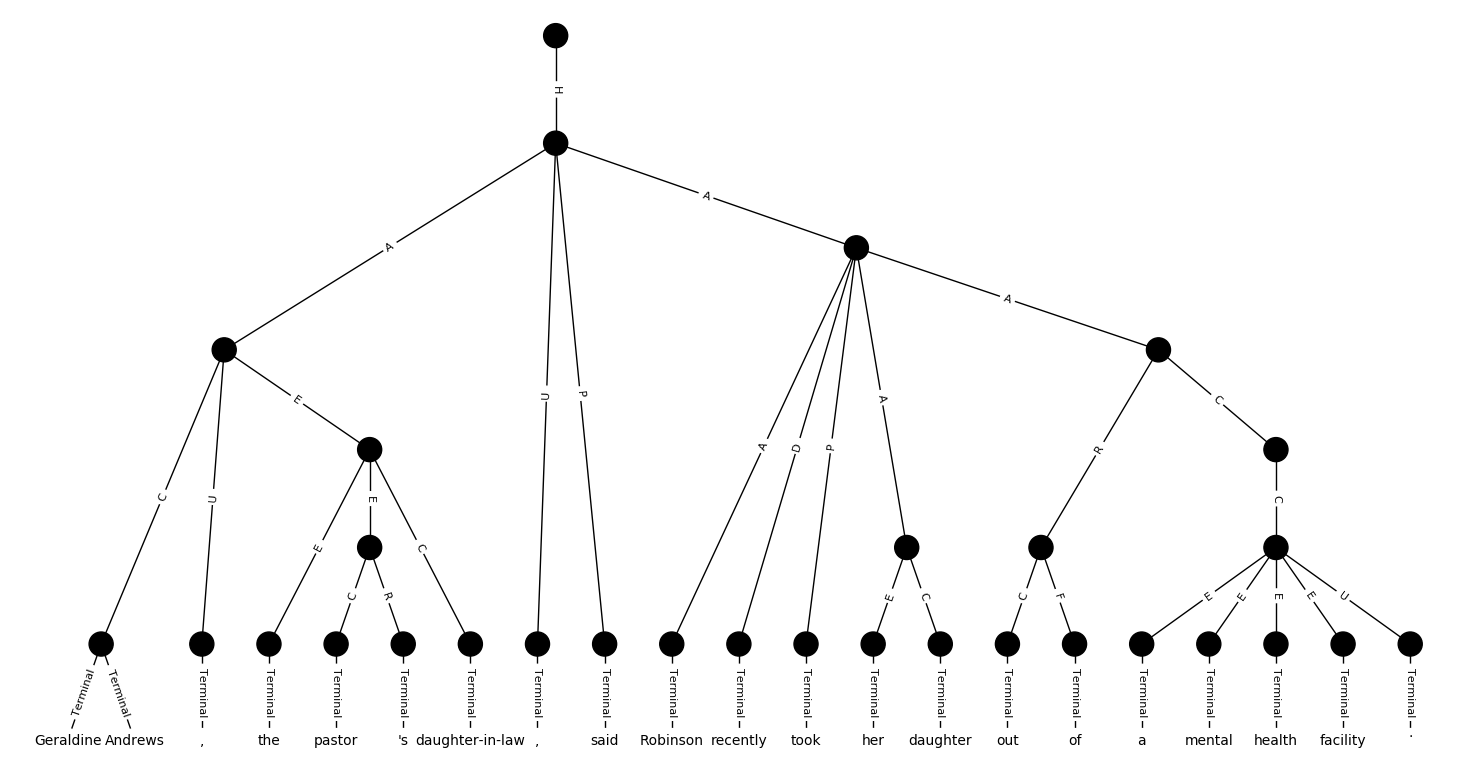 H
A
A
A
E
C
A
U
P
A
D
P
R
C
U
E
E
C
C
C
R
E
C
C
F
E
E
E
E
U
Terminal Terminal Terminal Terminal Terminal Terminal Terminal Terminal Terminal Terminal Terminal Terminal Terminal Terminal Terminal Terminal Terminal Terminal Terminal Terminal Terminal
Geraldine Andrews , the pastor 's daughter-in-law , said Robinson recently took her daughter out of a mental health facility .